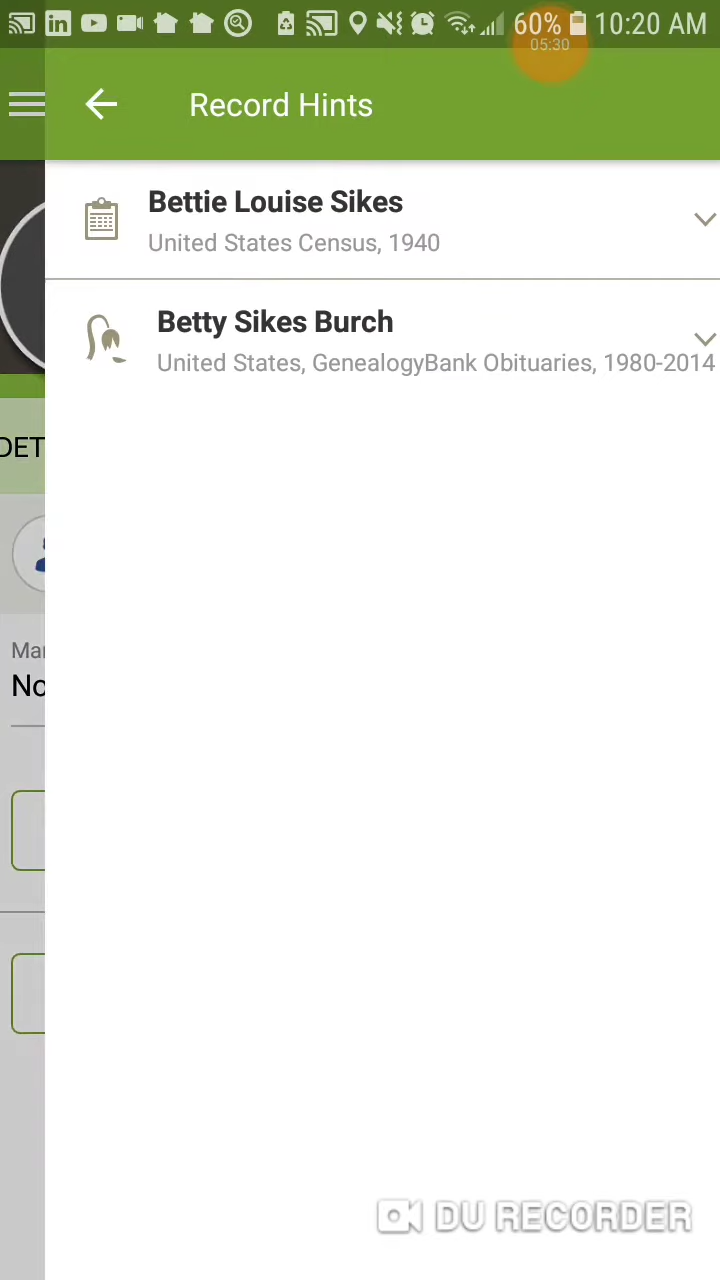 60% 10:20 AM
05:30
Record Hints
Bettie Louise Sikes
United States Census, 1940
Betty Sikes Burch
United States, GenealogyBank Obituaries, 1980-2014
DET
Mar
No
DU RECORDER